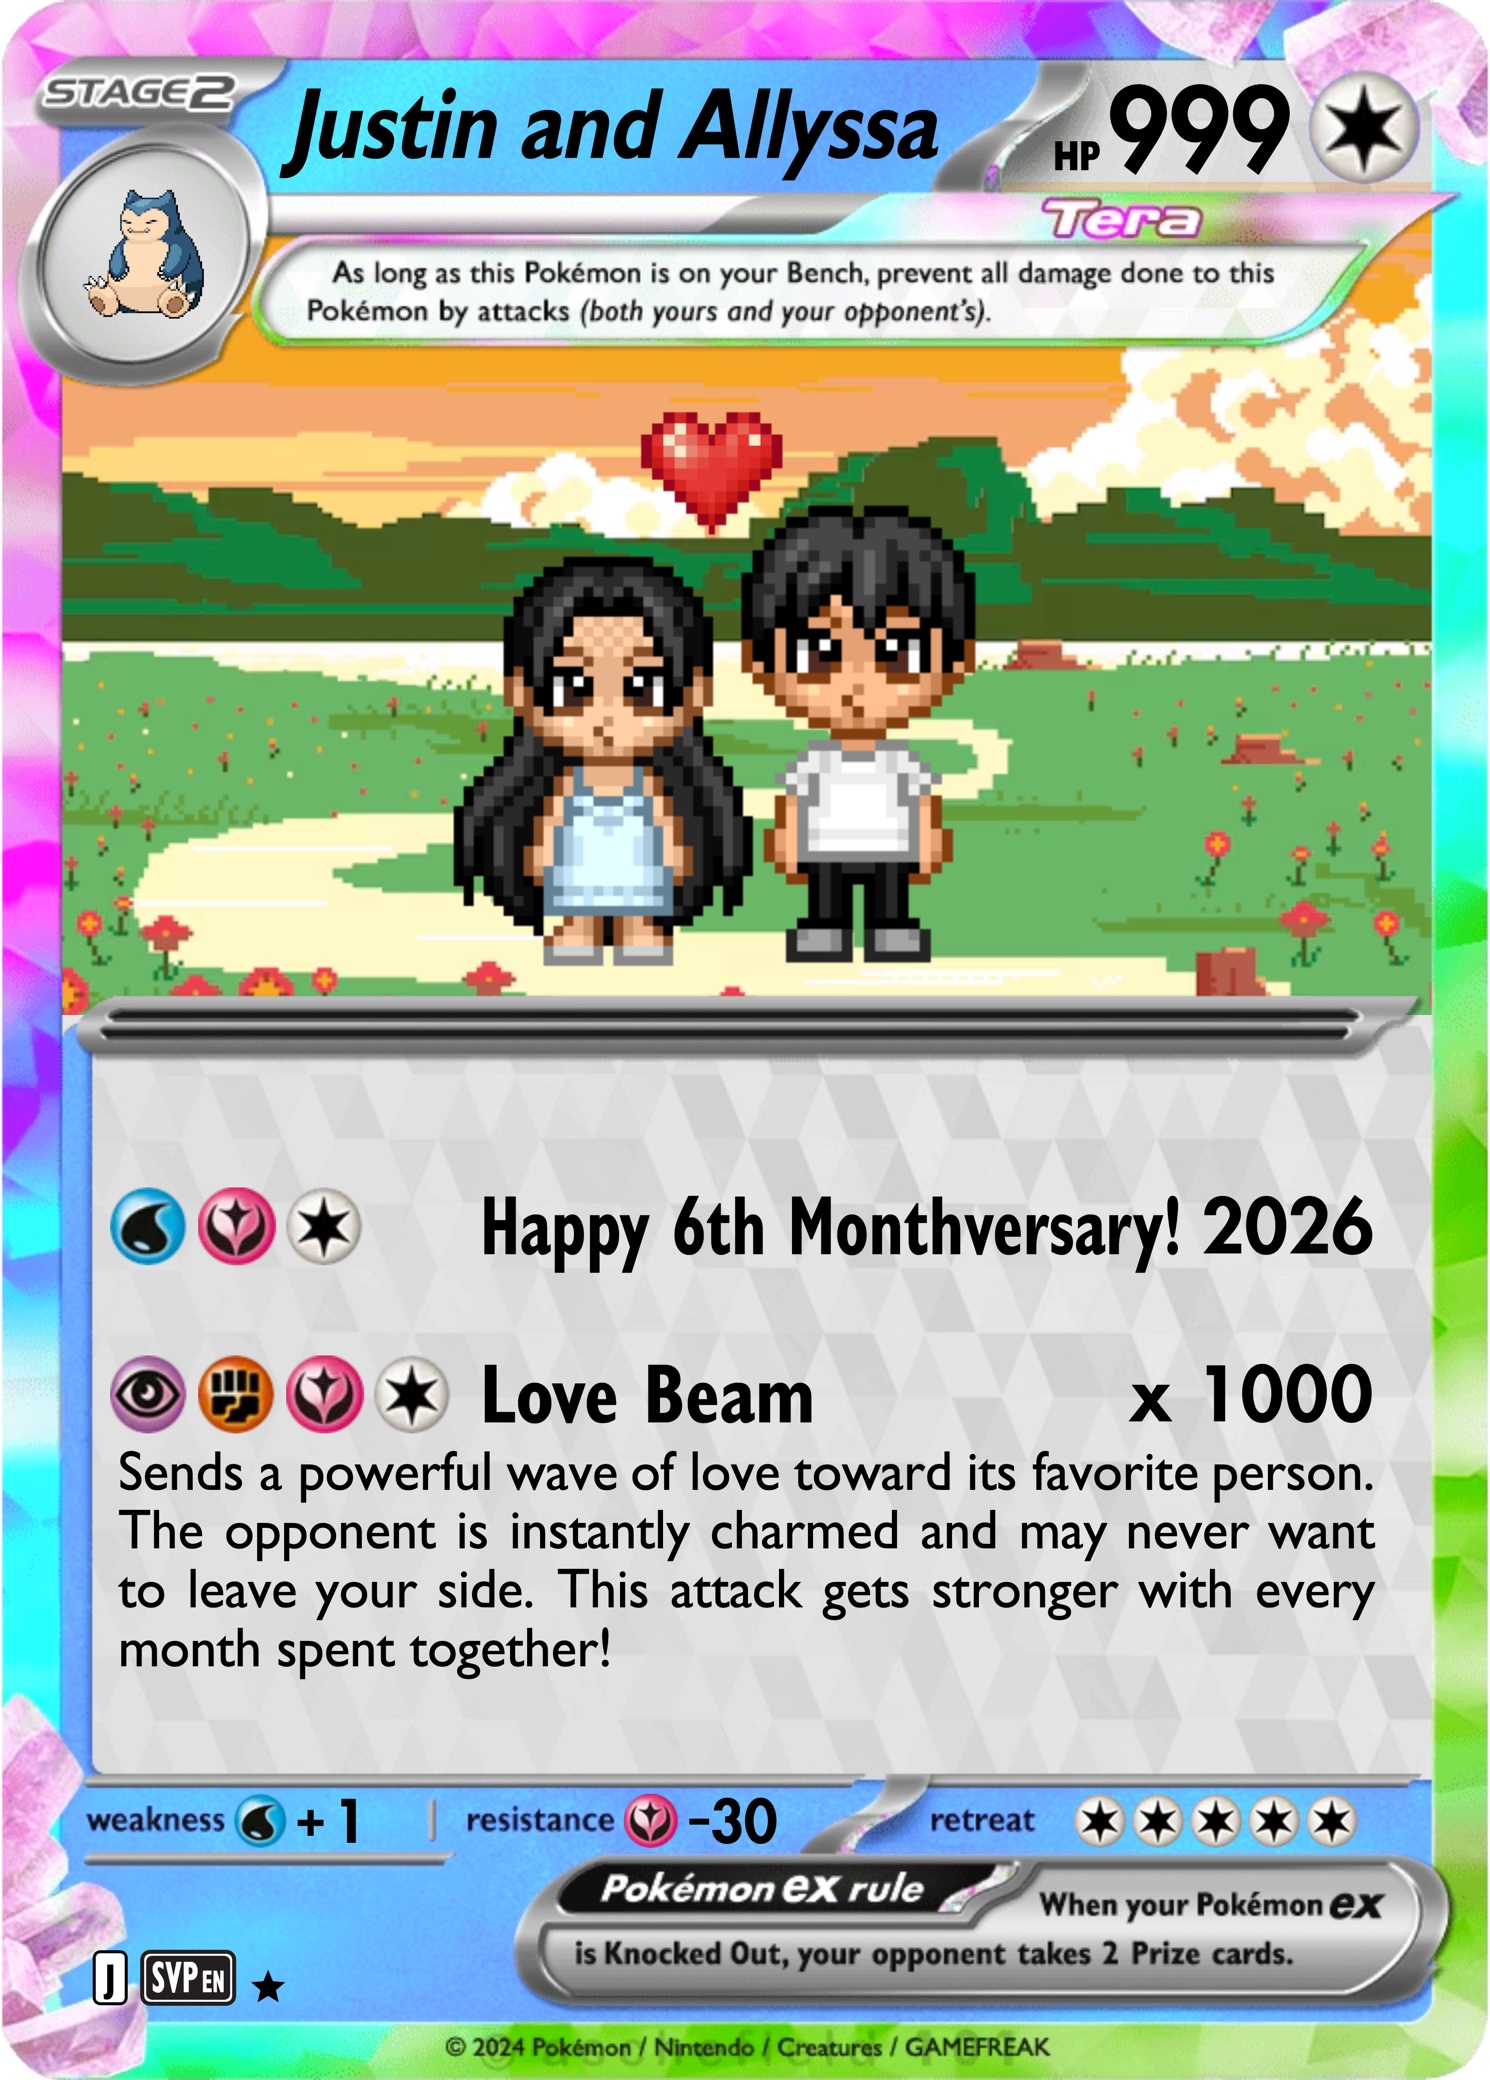 STAGE2
Justin and Allyssa
HP 999
Tera
As long as this Pokémon is on your Bench, prevent all damage done to this
Pokémon by attacks (both yours and your opponent's).
Happy 6th Monthversary! 2026
Love Beam x 1000
Sends a powerful wave of love toward its favorite person.
The opponent is instantly charmed and may never want
to leave your side. This attack gets stronger with every
month spent together!
weakness + 1 resistance -30 retreat
Pokémon ex rule When your Pokémon ex
is Knocked Out, your opponent takes 2 Prize cards.
J SVP EN
© 2024 Pokémon / Nintendo / Creatures / GAMEFREAK